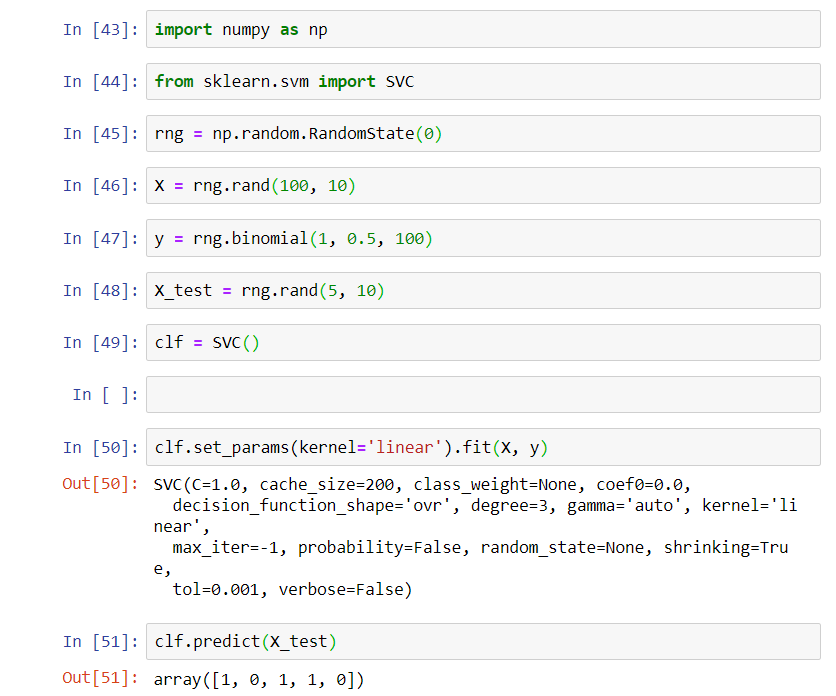 In [43]: import numpy as np
In [44]: from sklearn.svm import SVC
In [45]: rng = np.random.RandomState(0)
In [46]: X = rng.rand(100, 10)
In [47]: y = rng.binomial(1, 0.5, 100)
In [48]: X_test = rng.rand(5, 10)
In [49]: clf = SVC()
In [ ]:
In [50]: clf.set_params(kernel='linear').fit(X, y)
Out[50]: SVC(C=1.0, cache_size=200, class_weight=None, coef0=0.0,
decision_function_shape='ovr', degree=3, gamma='auto', kernel='li
near',
max_iter=-1, probability=False, random_state=None, shrinking=Tru
e,
tol=0.001, verbose=False)
In [51]: clf.predict(X_test)
Out[51]: array([1, 0, 1, 1, 0])